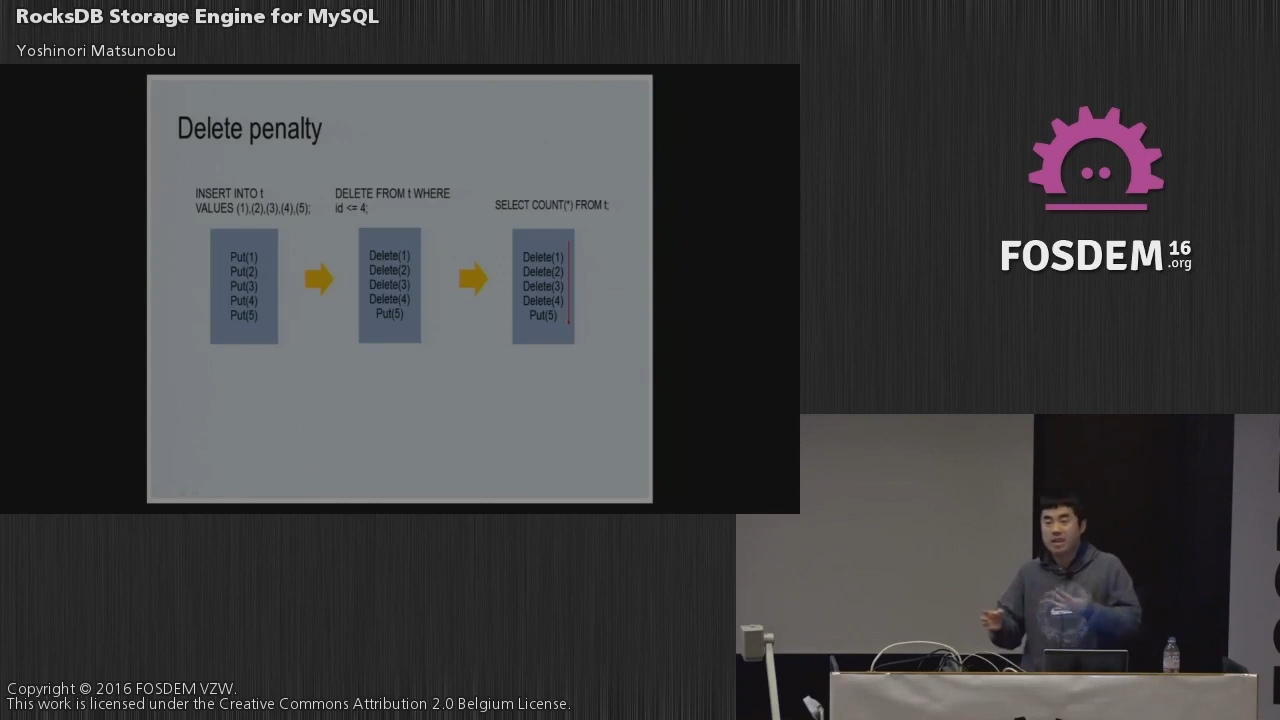 RocksDB Storage Engine for MySQL
Yoshinori Matsunobu
Delete penalty
INSERT INTO t
VALUES (1),(2),(3),(4),(5);
DELETE FROM t WHERE
id <= 4;
SELECT COUNT(*) FROM t;
Put(1)
Put(2)
Put(3)
Put(4)
Put(5)
Delete(1)
Delete(2)
Delete(3)
Delete(4)
Put(5)
Delete(1)
Delete(2)
Delete(3)
Delete(4)
Put(5)
FOSDEM 16
.org
Copyright © 2016 FOSDEM VZW.
This work is licensed under the Creative Commons Attribution 2.0 Belgium License.